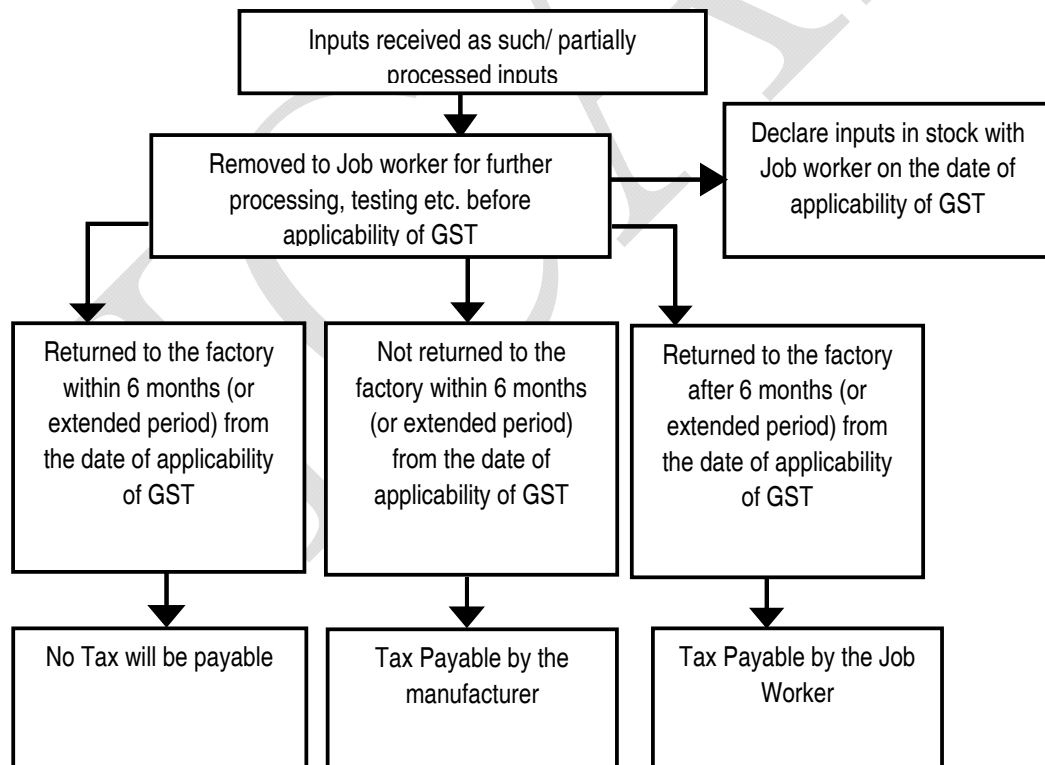 Inputs received as such/ partially
processed inputs
Removed to Job worker for further
processing, testing etc. before
applicability of GST
Declare inputs in stock with
Job worker on the date of
applicability of GST
Returned to the factory
within 6 months (or
extended period) from
the date of applicability
of GST
Not returned to the
factory within 6 months
(or extended period)
from the date of
applicability of GST
Returned to the factory
after 6 months (or
extended period) from
the date of applicability
of GST
No Tax will be payable
Tax Payable by the
manufacturer
Tax Payable by the Job
Worker